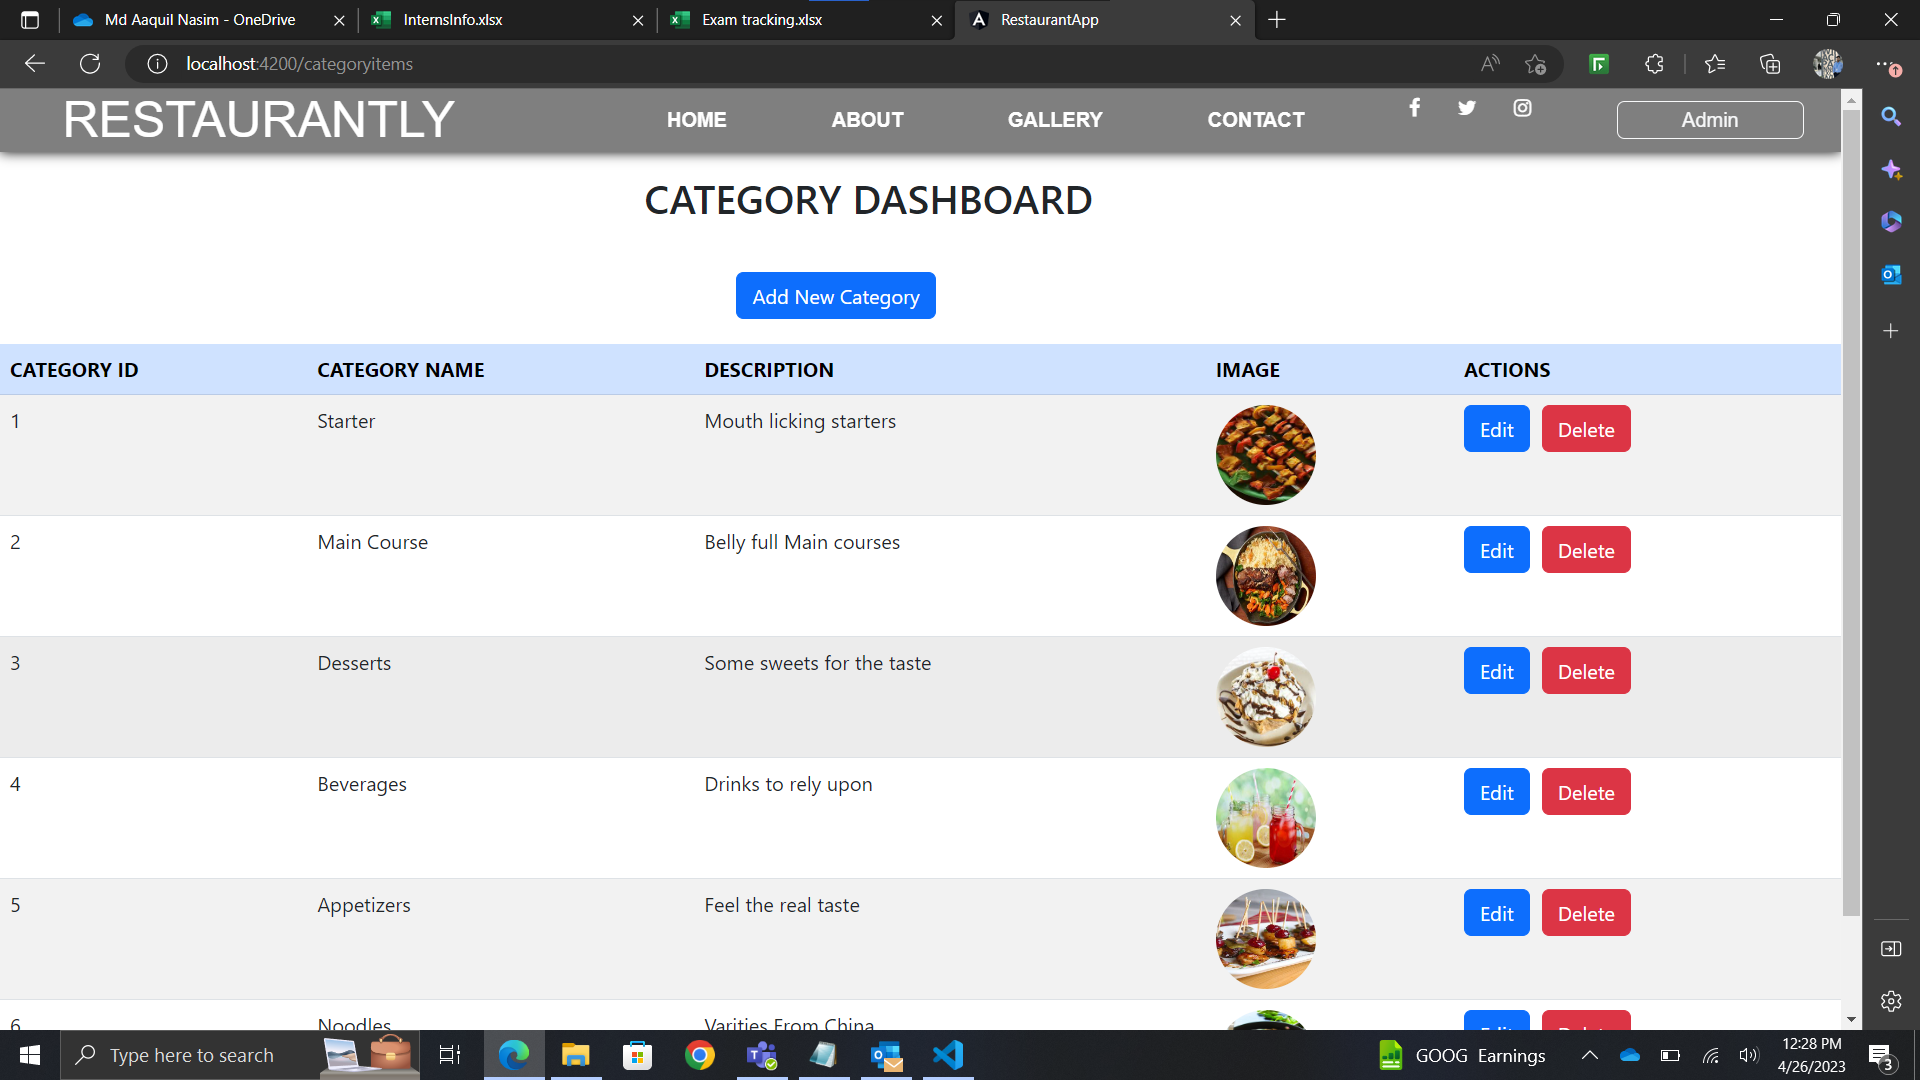 Md Aaquil Nasim - OneDrive
InternsInfo.xlsx
Exam tracking.xlsx
RestaurantApp
localhost:4200/categoryitems
RESTAURANTLY
HOME
ABOUT
GALLERY
CONTACT
Admin
CATEGORY DASHBOARD
Add New Category
CATEGORY ID CATEGORY NAME DESCRIPTION IMAGE ACTIONS
1 Starter Mouth licking starters Edit Delete
2 Main Course Belly full Main courses Edit Delete
3 Desserts Some sweets for the taste Edit Delete
4 Beverages Drinks to rely upon Edit Delete
5 Appetizers Feel the real taste Edit Delete
6 Noodles Varities From China Edit Delete
Type here to search
GOOG Earnings
12:28 PM
4/26/2023
3